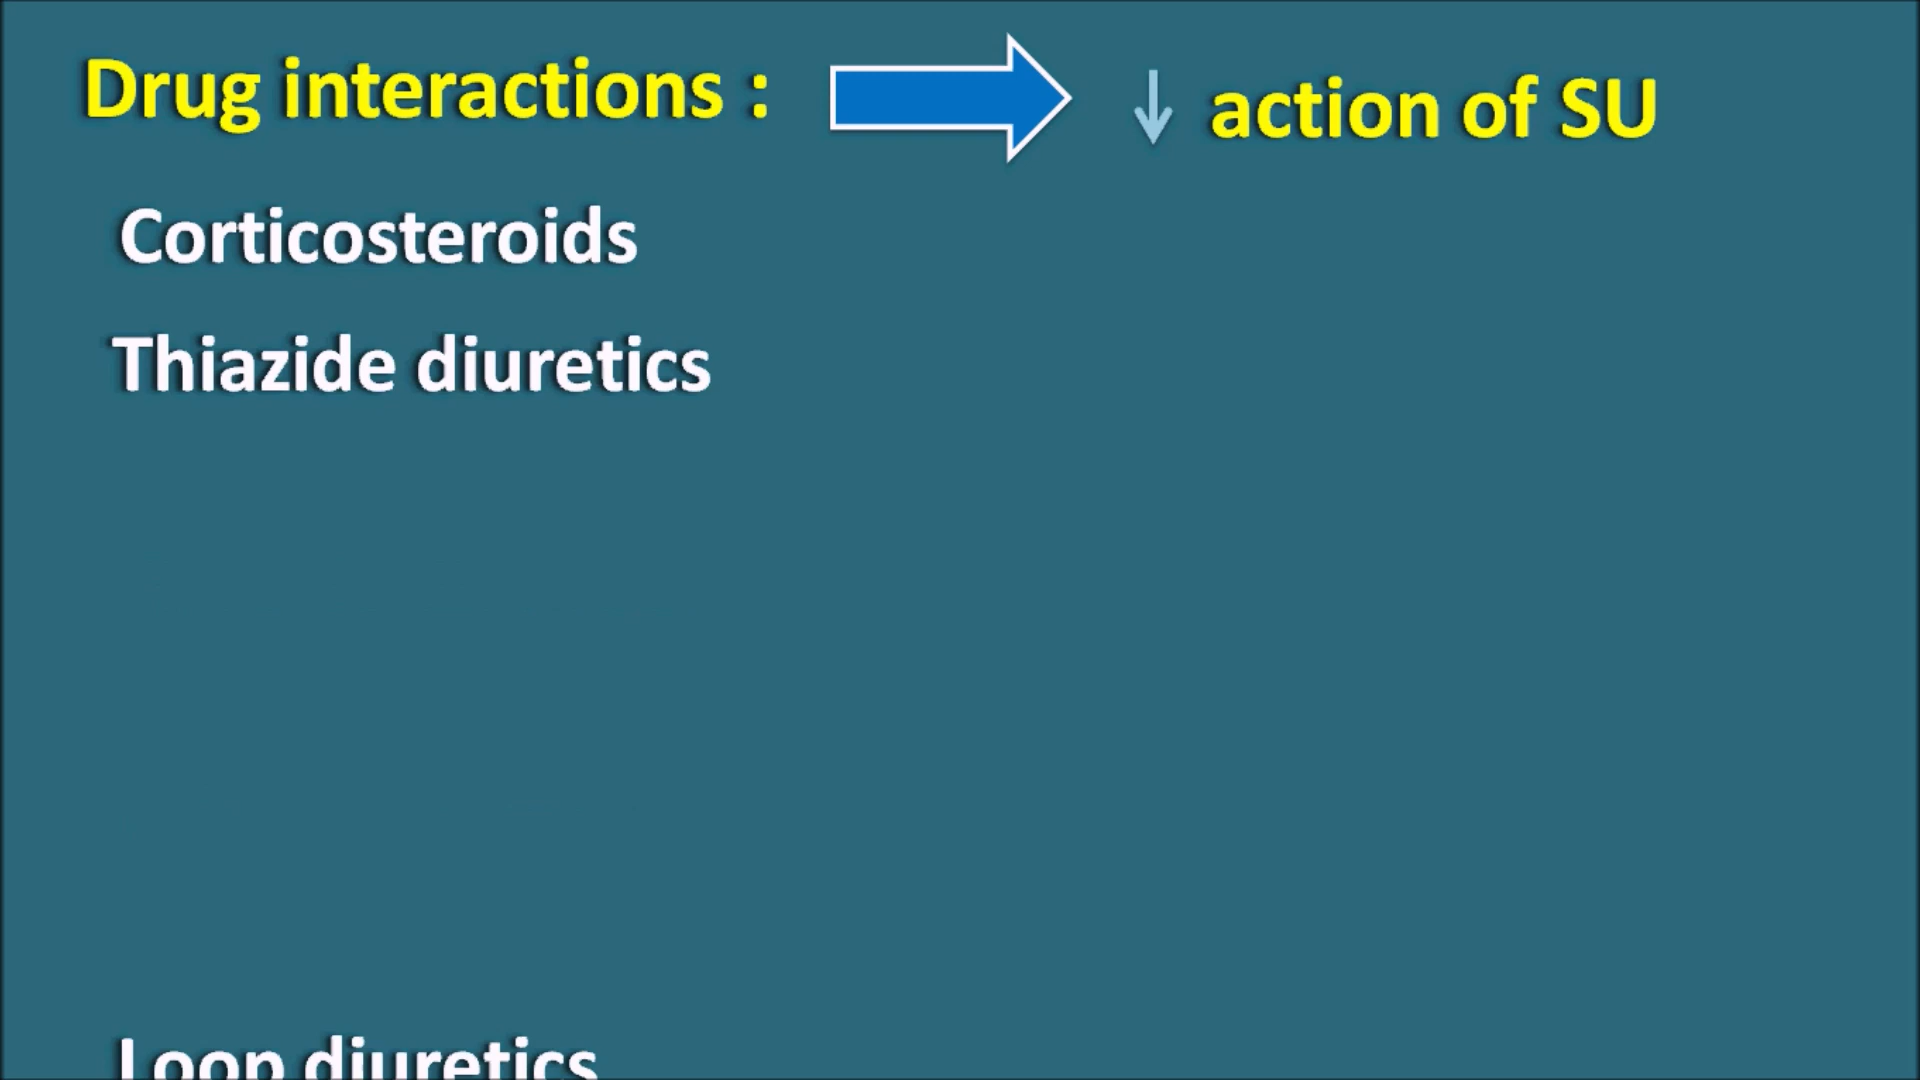 Drug interactions : ↓ action of SU
Corticosteroids
Thiazide diuretics
Loop diuretics